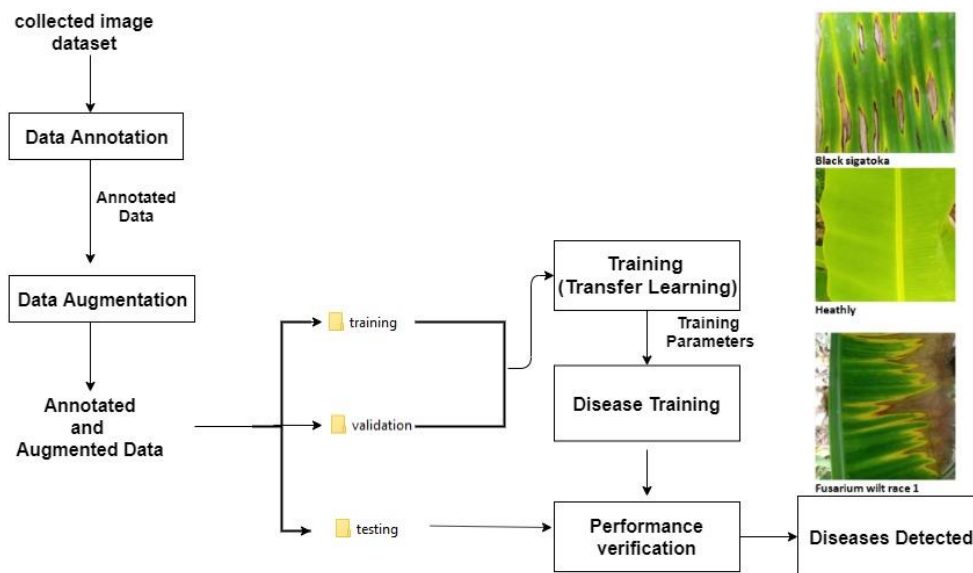 collected image
dataset
Data Annotation
Annotated
Data
Data Augmentation
Annotated
and
Augmented Data
training
validation
testing
Training
(Transfer Learning)
Training
Parameters
Disease Training
Performance
verification
Black sigatoka
Heathly
Fusarium wilt race 1
Diseases Detected